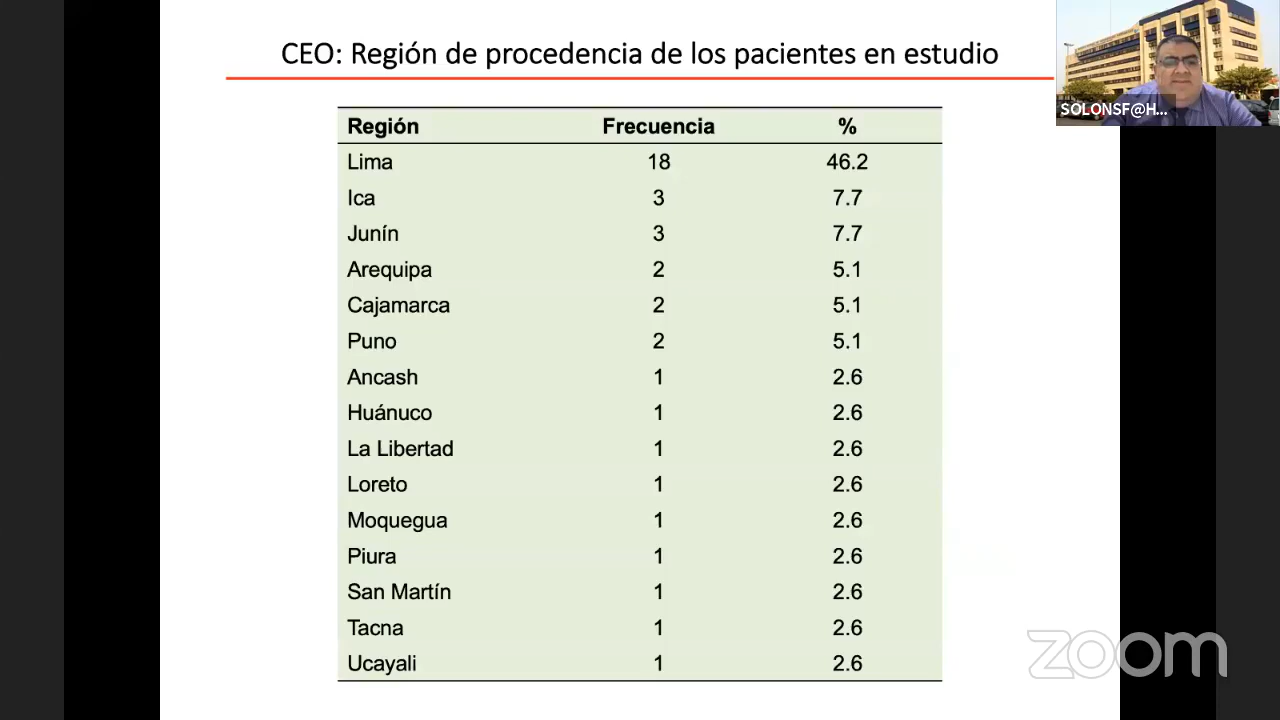 CEO: Región de procedencia de los pacientes en estudio
SOLONSF@H...
Región Frecuencia %
Lima 18 46.2
Ica 3 7.7
Junín 3 7.7
Arequipa 2 5.1
Cajamarca 2 5.1
Puno 2 5.1
Ancash 1 2.6
Huánuco 1 2.6
La Libertad 1 2.6
Loreto 1 2.6
Moquegua 1 2.6
Piura 1 2.6
San Martín 1 2.6
Tacna 1 2.6
Ucayali 1 2.6
zoom